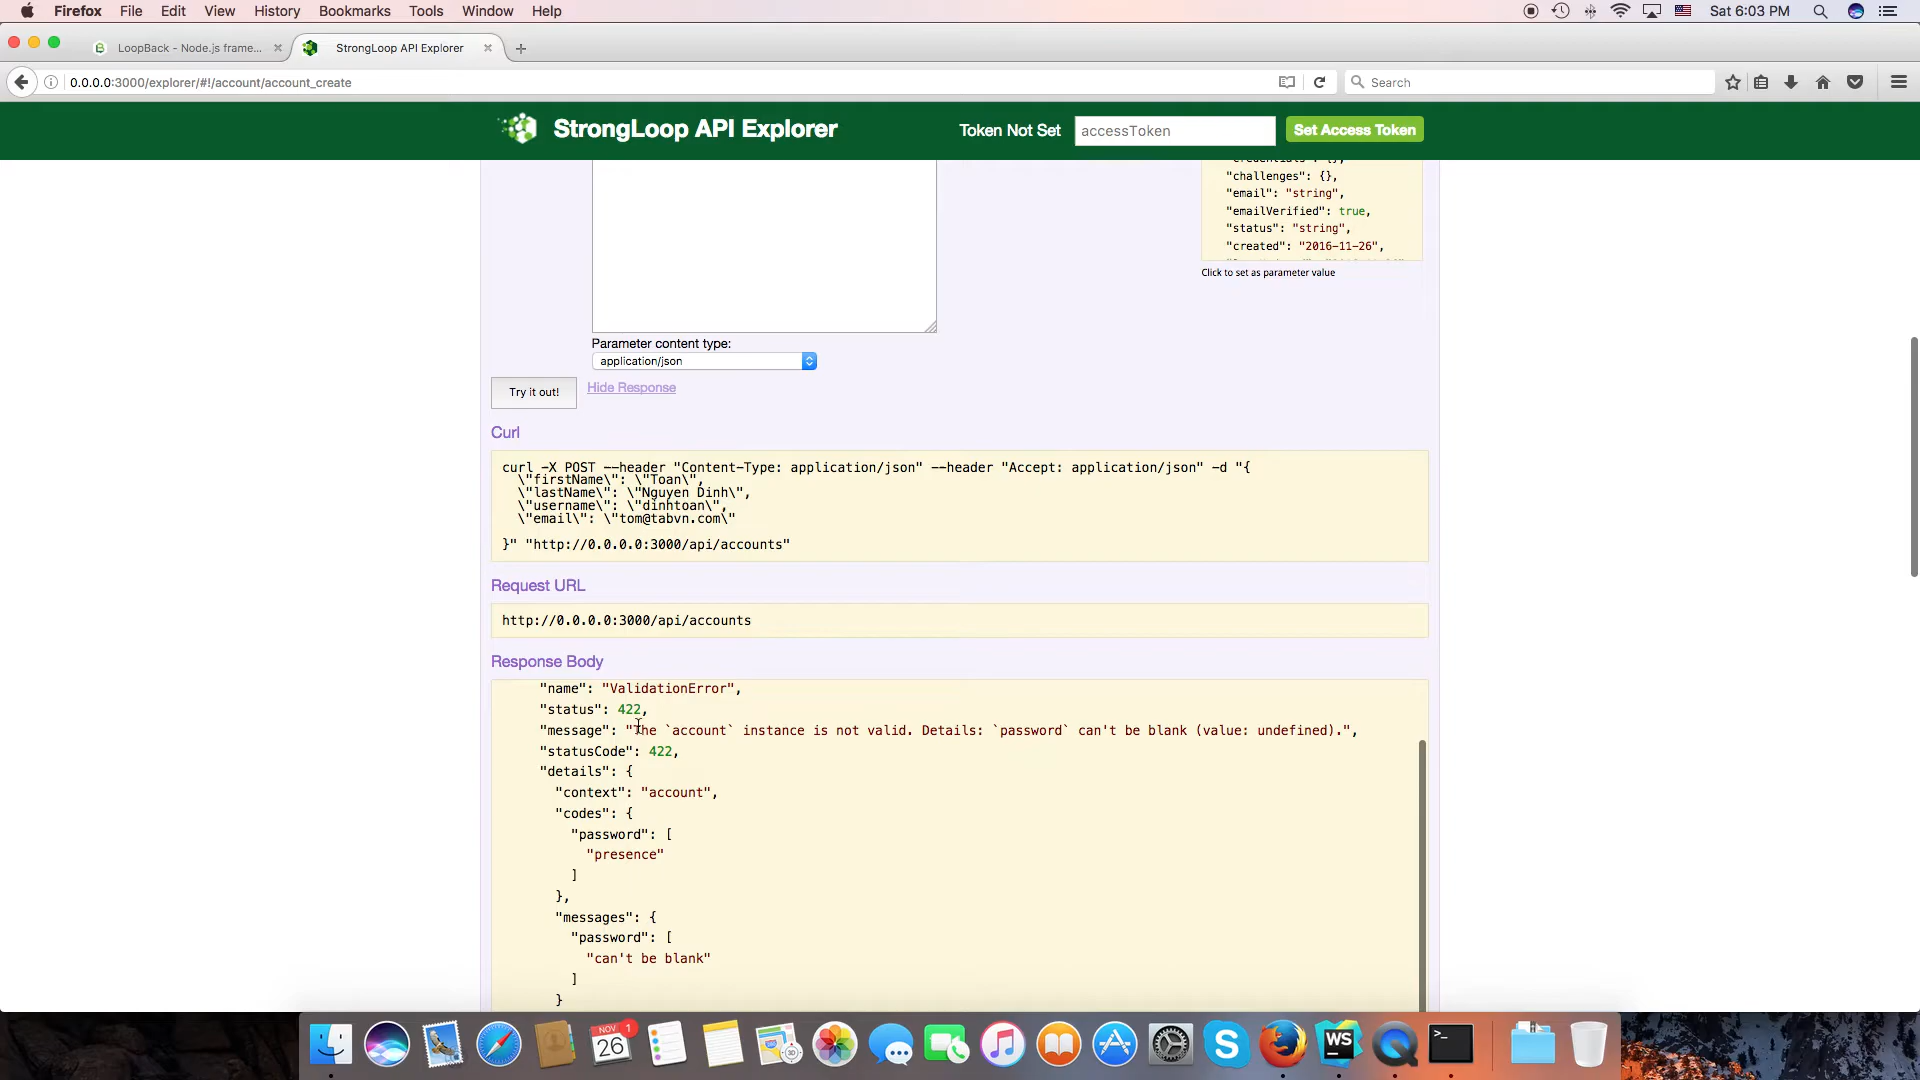 Firefox File Edit View History Bookmarks Tools Window Help Sat 6:03 PM
LoopBack - Node.js frame... StrongLoop API Explorer
0.0.0.0:3000/explorer/#!/account/account_create Search
StrongLoop API Explorer Token Not Set accessToken Set Access Token
"challenges": {},
"email": "string",
"emailVerified": true,
"status": "string",
"created": "2016-11-26",
Click to set as parameter value
Parameter content type:
application/json
Try it out! Hide Response
Curl
curl -X POST --header "Content-Type: application/json" --header "Accept: application/json" -d "{
\"firstName\": \"Toan\",
\"lastName\": \"Nguyen Dinh\",
\"username\": \"dinhtoan\",
\"email\": \"tom@tabvn.com\"
}" "http://0.0.0.0:3000/api/accounts"
Request URL
http://0.0.0.0:3000/api/accounts
Response Body
"name": "ValidationError",
"status": 422,
"message": "The `account` instance is not valid. Details: `password` can't be blank (value: undefined).",
"statusCode": 422,
"details": {
"context": "account",
"codes": {
"password": [
"presence"
]
},
"messages": {
"password": [
"can't be blank"
]
}
NOV
26
1
WS